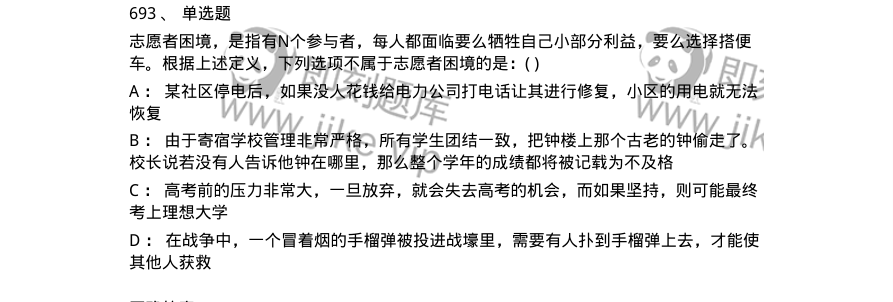 693 、 单选题
志愿者困境，是指有N个参与者，每人都面临要么牺牲自己小部分利益，要么选择搭便
车。根据上述定义，下列选项不属于志愿者困境的是：( )
A ： 某社区停电后，如果没人花钱给电力公司打电话让其进行修复，小区的用电就无法
恢复
B ： 由于寄宿学校管理非常严格，所有学生团结一致，把钟楼上那个古老的钟偷走了。
校长说若没有人告诉他钟在哪里，那么整个学年的成绩都将被记载为不及格
C ： 高考前的压力非常大，一旦放弃，就会失去高考的机会，而如果坚持，则可能最终
考上理想大学
D ： 在战争中，一个冒着烟的手榴弹被投进战壕里，需要有人扑到手榴弹上去，才能使
其他人获救
即刻题库
www.jike.vip
即刻
www.jik